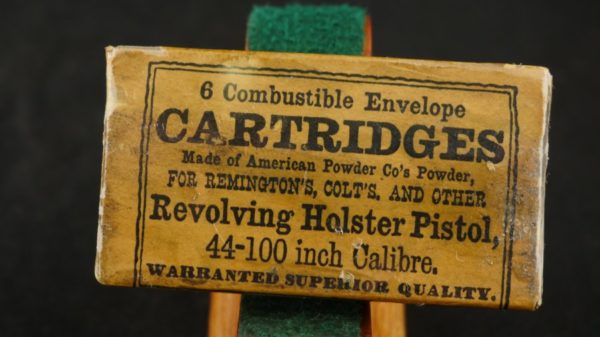 6 Combustible Envelope
CARTRIDGES
Made of American Powder Co's Powder,
FOR REMINGTON'S, COLT'S. AND OTHER
Revolving Holster Pistol,
44-100 inch Calibre.
WARRANTED SUPERIOR QUALITY.